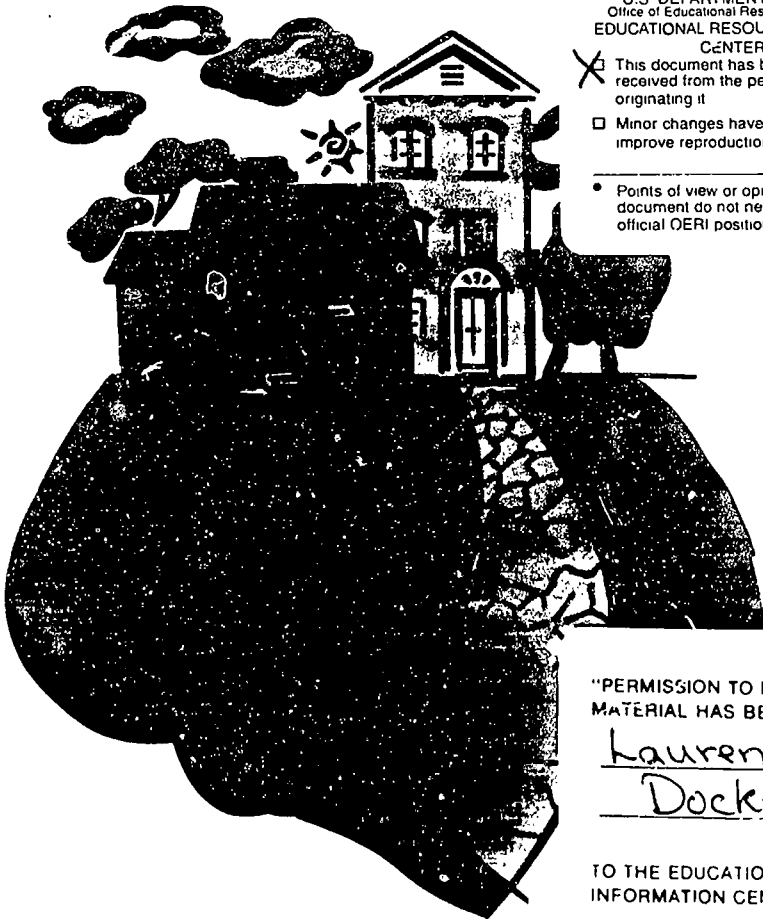 Office of Educational Res
EDUCATIONAL RESOU
CENTER
This document has b
received from the pe
originating it
Minor changes have
improve reproductio
• Points of view or opi
document do not ne
official OERI positio
"PERMISSION TO
MATERIAL HAS BE
Lauren
Dock
TO THE EDUCATIO
INFORMATION CE